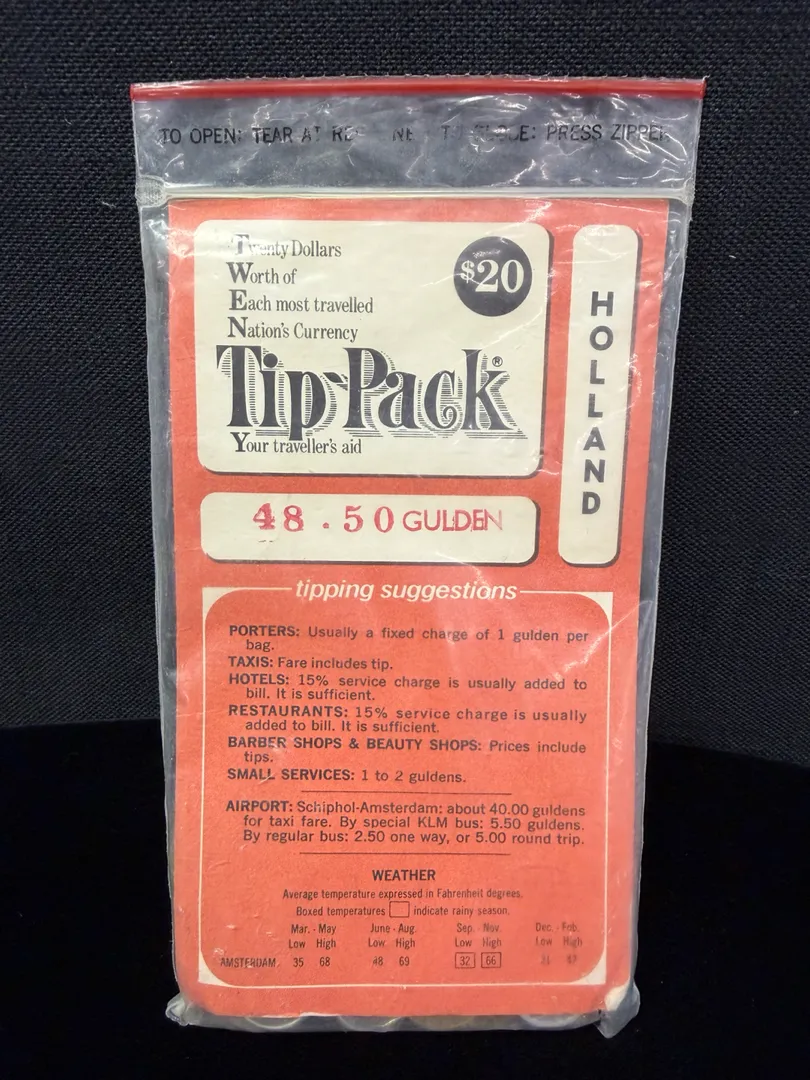 TO OPEN: TEAR AT RE NE T CLOSE: PRESS ZIPPER
Twenty Dollars
Worth of
Each most travelled
Nation's Currency
$20
Tip-Pack®
Your traveller's aid
HOLLAND
48.50 GULDEN
tipping suggestions
PORTERS: Usually a fixed charge of 1 gulden per
bag.
TAXIS: Fare includes tip.
HOTELS: 15% service charge is usually added to
bill. It is sufficient.
RESTAURANTS: 15% service charge is usually
added to bill. It is sufficient.
BARBER SHOPS & BEAUTY SHOPS: Prices include
tips.
SMALL SERVICES: 1 to 2 guldens.
AIRPORT: Schiphol-Amsterdam: about 40.00 guldens
for taxi fare. By special KLM bus: 5.50 guldens.
By regular bus: 2.50 one way, or 5.00 round trip.
WEATHER
Average temperature expressed in Fahrenheit degrees.
Boxed temperatures indicate rainy season.
Mar. - May June - Aug. Sep. - Nov. Dec. - Feb.
Low High Low High Low High Low High
AMSTERDAM 35 68 48 69 32 66